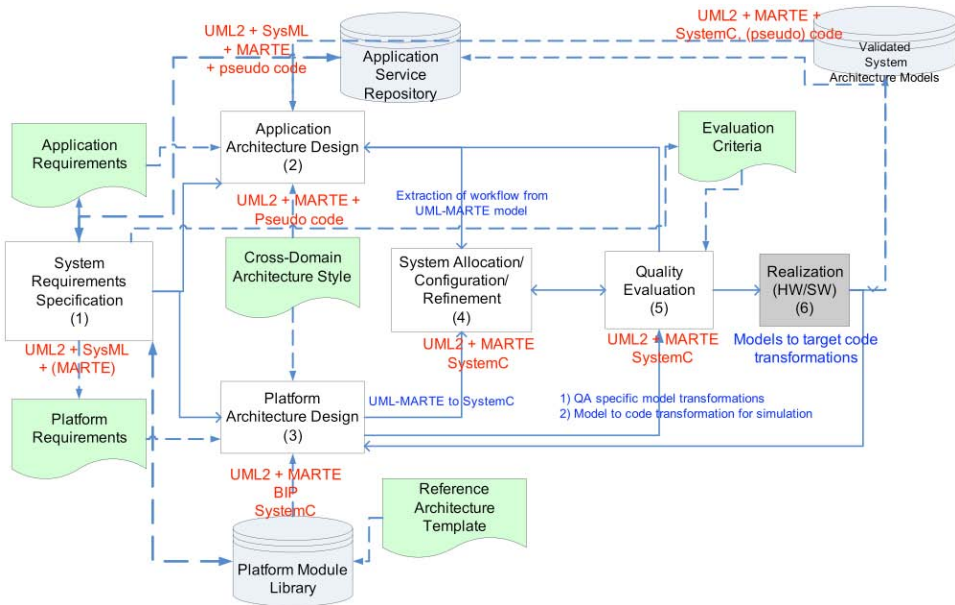 UML2 + SysML
+ MARTE
+ pseudo code
Application
Service
Repository
UML2 + MARTE +
SystemC, (pseudo) code
Validated
System
Architecture Models
Application
Requirements
Application
Architecture Design
(2)
Evaluation
Criteria
UML2 + MARTE +
Pseudo code
Extraction of workflow from
UML-MARTE model
System
Requirements
Specification
(1)
Cross-Domain
Architecture Style
System Allocation/
Configuration/
Refinement
(4)
Quality
Evaluation
(5)
Realization
(HW/SW)
(6)
UML2 + SysML
+ (MARTE)
UML2 + MARTE
SystemC
UML2 + MARTE
SystemC
Models to target code
transformations
Platform
Requirements
Platform
Architecture Design
(3)
UML-MARTE to SystemC
1) QA specific model transformations
2) Model to code transformation for simulation
UML2 + MARTE
BIP
SystemC
Reference
Architecture
Template
Platform Module
Library